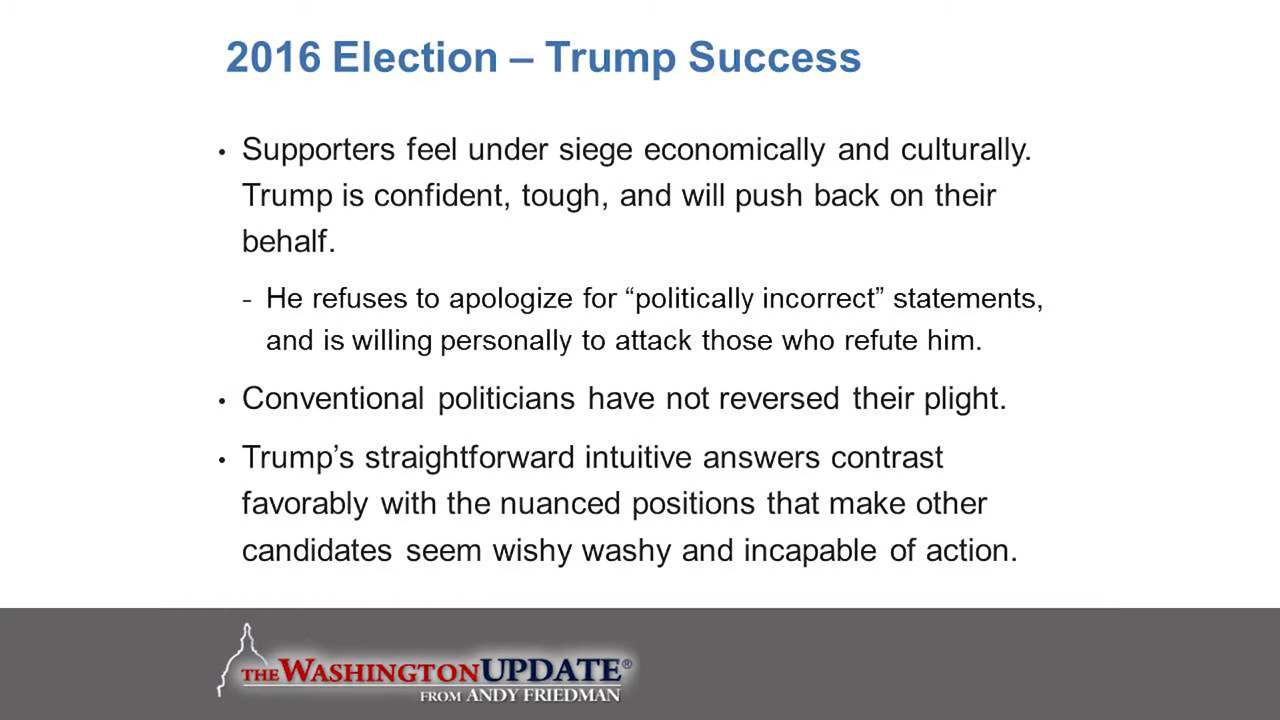 2016 Election – Trump Success
• Supporters feel under siege economically and culturally.
Trump is confident, tough, and will push back on their
behalf.
- He refuses to apologize for “politically incorrect” statements,
and is willing personally to attack those who refute him.
• Conventional politicians have not reversed their plight.
• Trump’s straightforward intuitive answers contrast
favorably with the nuanced positions that make other
candidates seem wishy washy and incapable of action.
THE WASHINGTON UPDATE®
FROM ANDY FRIEDMAN